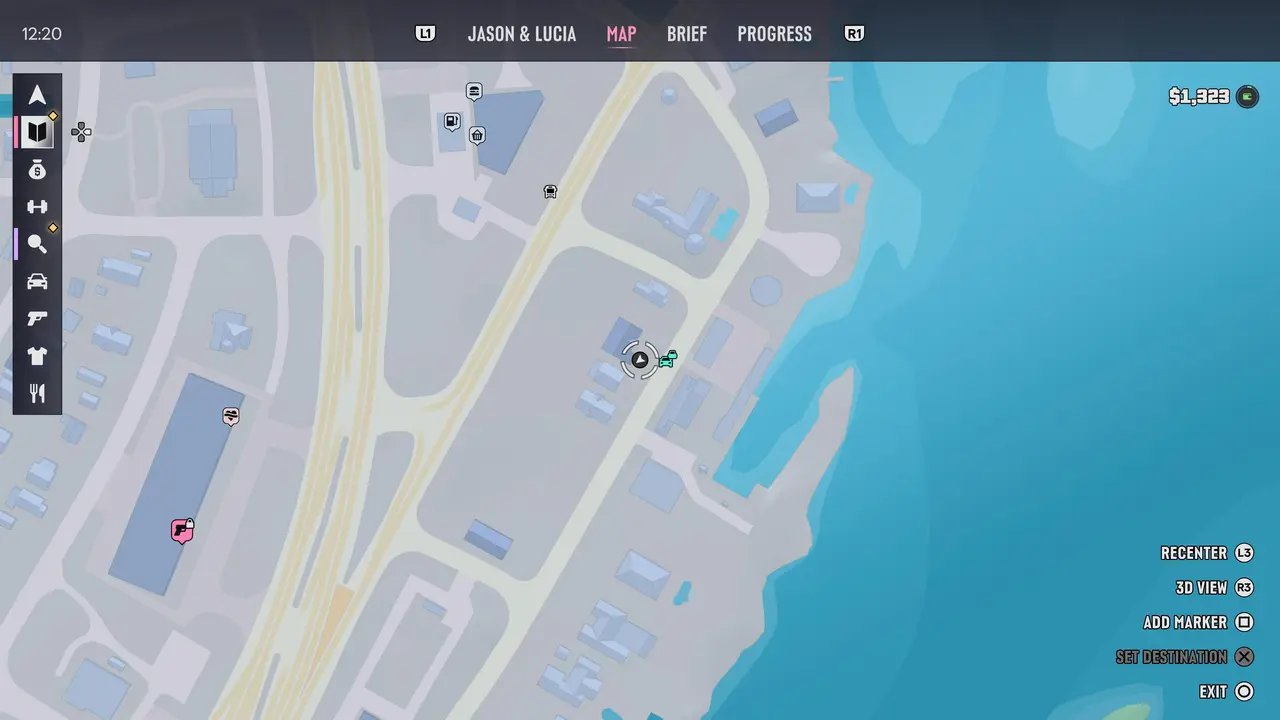 12:20
L1 JASON & LUCIA MAP BRIEF PROGRESS R1
$1,323
RECENTER L3
3D VIEW R3
ADD MARKER
SET DESTINATION
EXIT